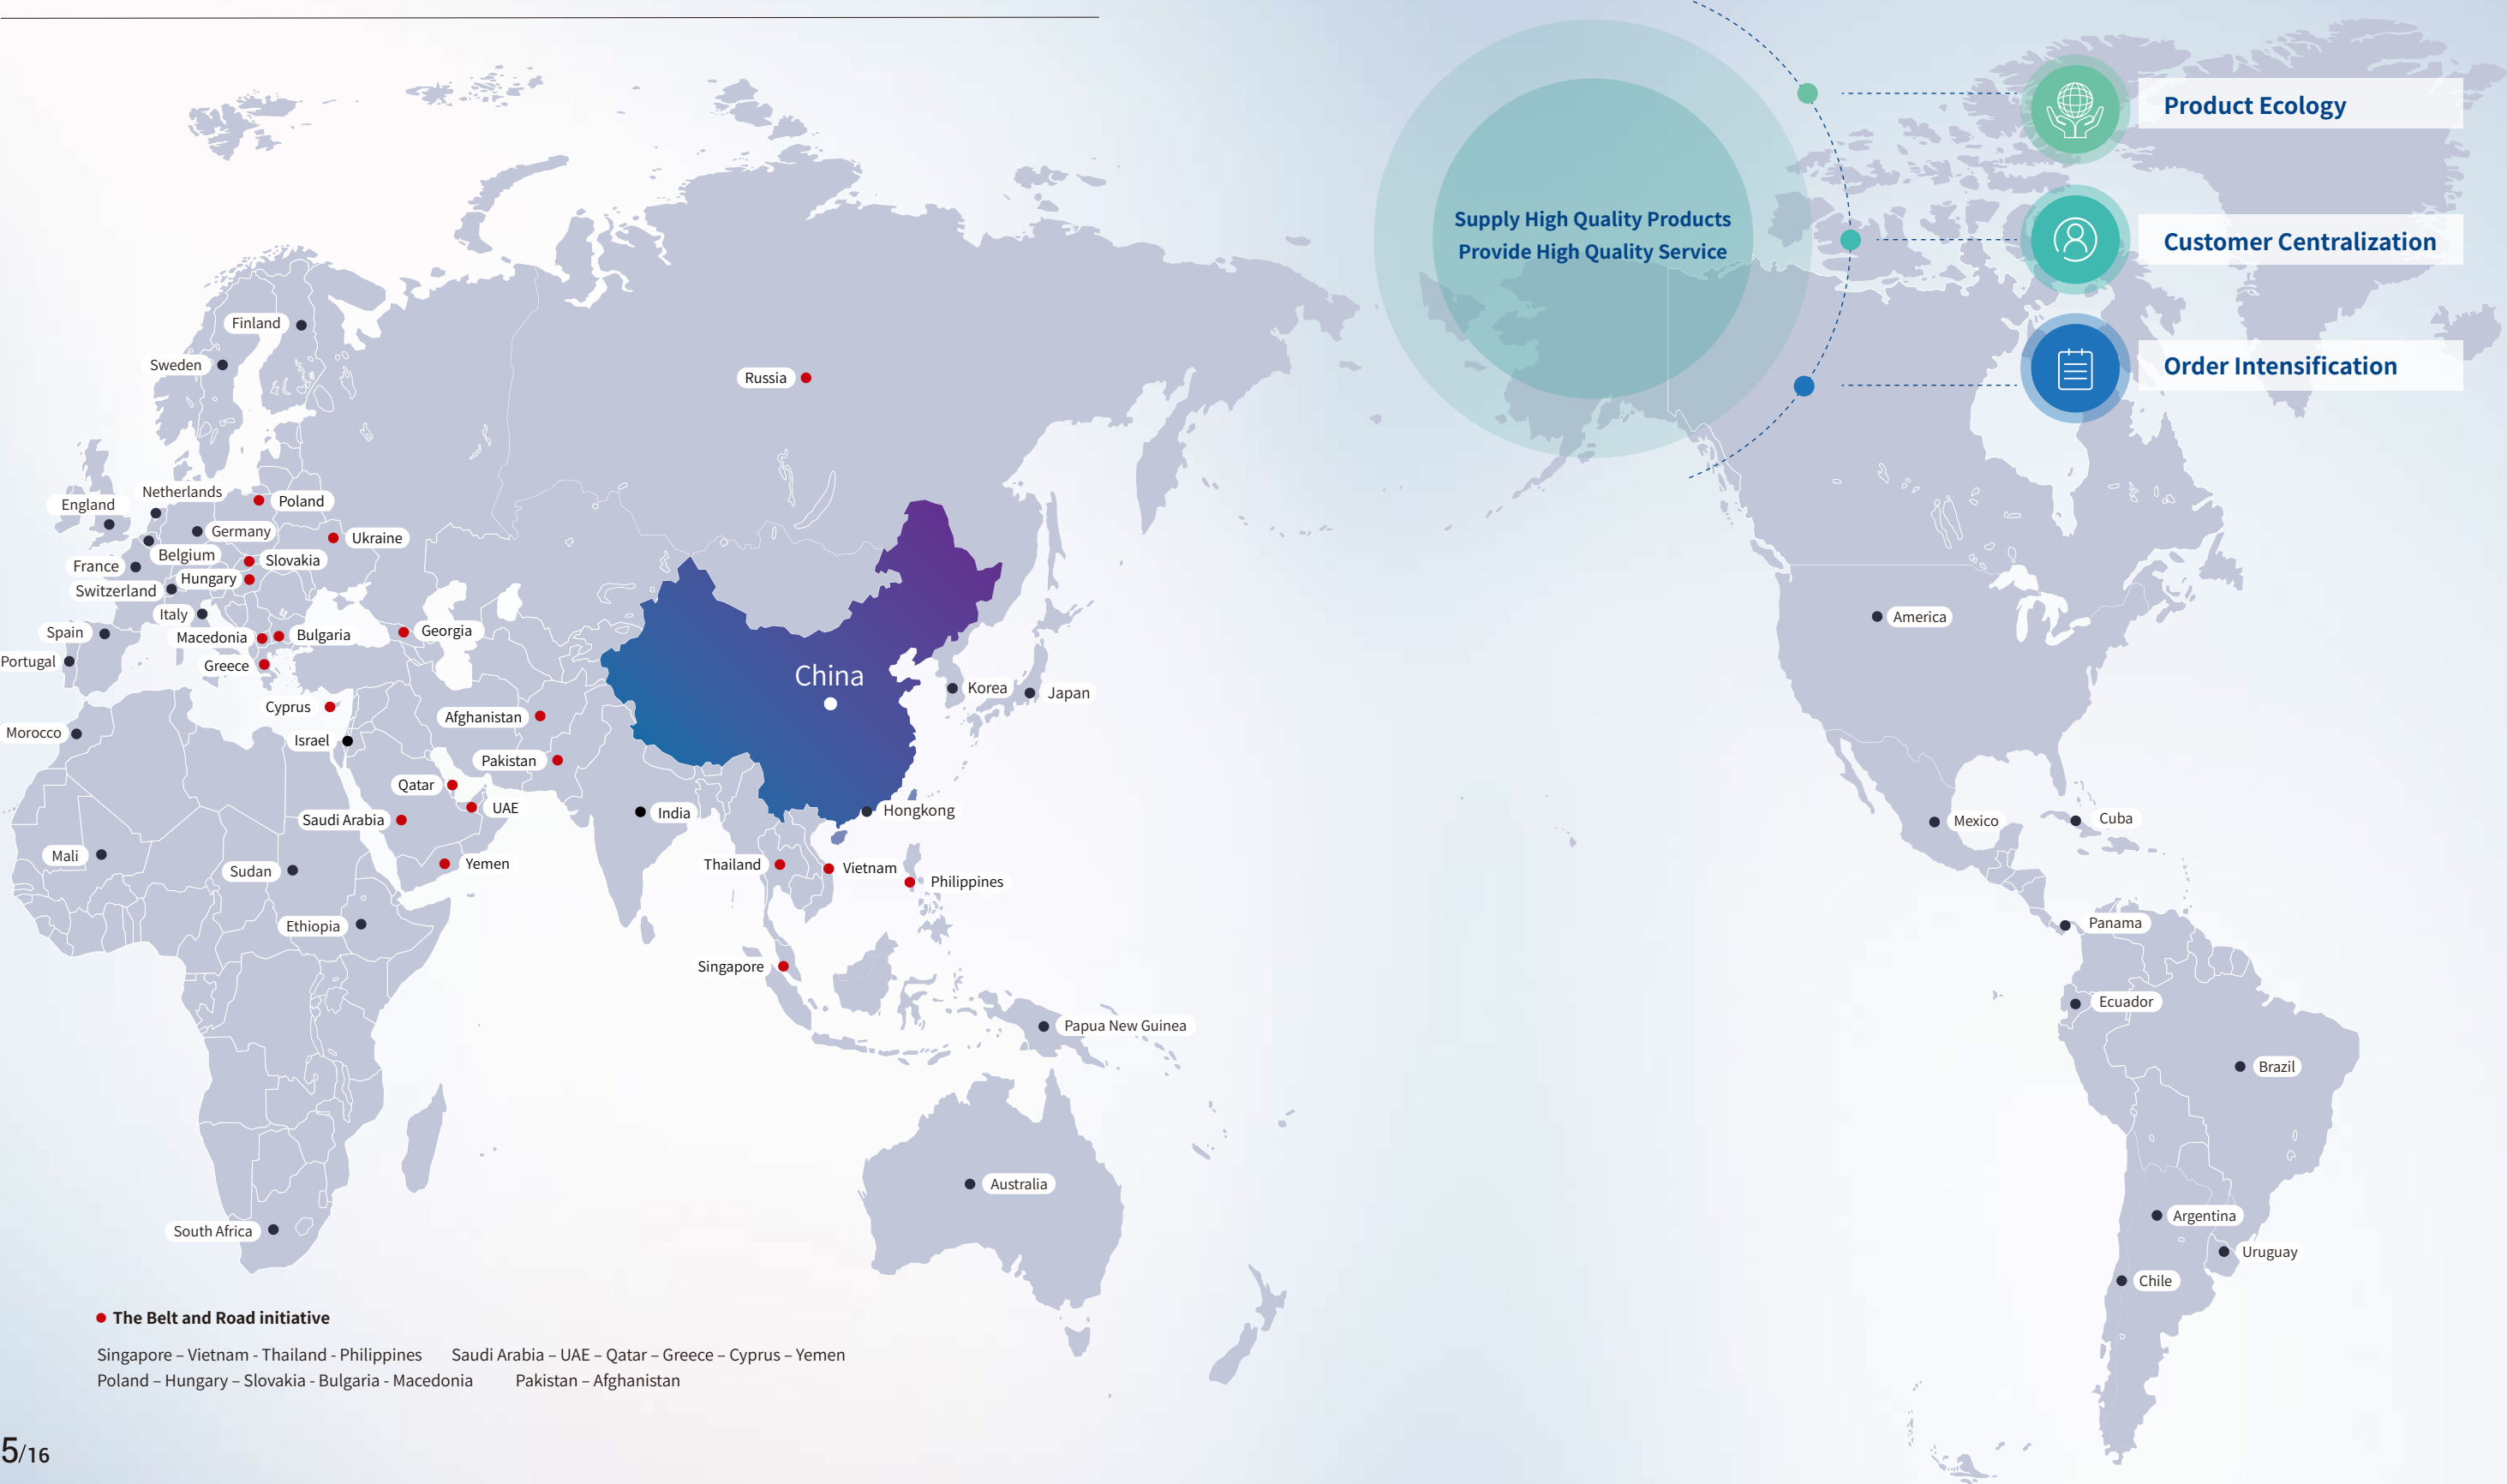 Supply High Quality Products
Provide High Quality Service
Product Ecology
Customer Centralization
Order Intensification
Finland
Sweden
Russia
Netherlands
England
Poland
Germany
Ukraine
Belgium
Slovakia
France
Hungary
Switzerland
Italy
Spain
Macedonia
Bulgaria
Georgia
Portugal
Greece
China
Korea
Japan
Cyprus
Afghanistan
Morocco
Israel
Pakistan
Qatar
UAE
India
Hongkong
Saudi Arabia
Mali
Sudan
Yemen
Thailand
Vietnam
Philippines
Ethiopia
Singapore
Papua New Guinea
Australia
South Africa
America
Mexico
Cuba
Panama
Ecuador
Brazil
Argentina
Uruguay
Chile
The Belt and Road initiative
Singapore – Vietnam - Thailand - Philippines Saudi Arabia – UAE – Qatar – Greece – Cyprus – Yemen
Poland – Hungary – Slovakia - Bulgaria - Macedonia Pakistan – Afghanistan
5/16